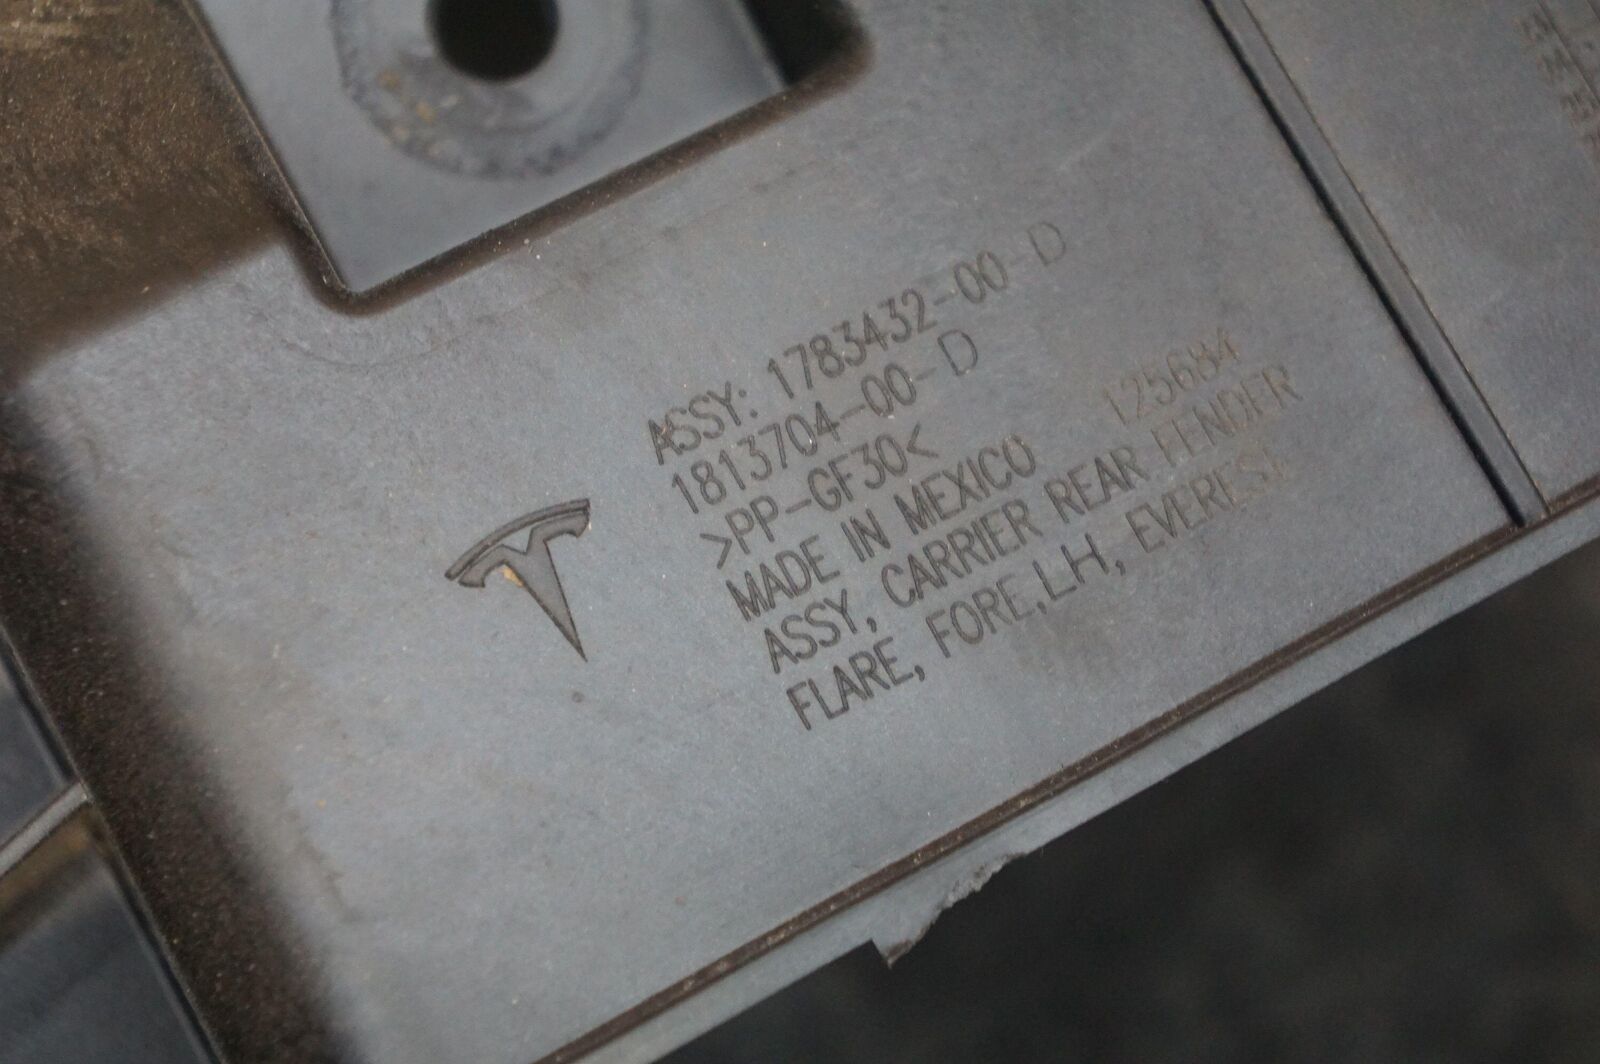 ASSY: 1783432-00-D
1813704-00-D
>PP-GF30<
MADE IN MEXICO 125684
ASSY, CARRIER REAR FENDER
FLARE, FORE,LH, EVEREST